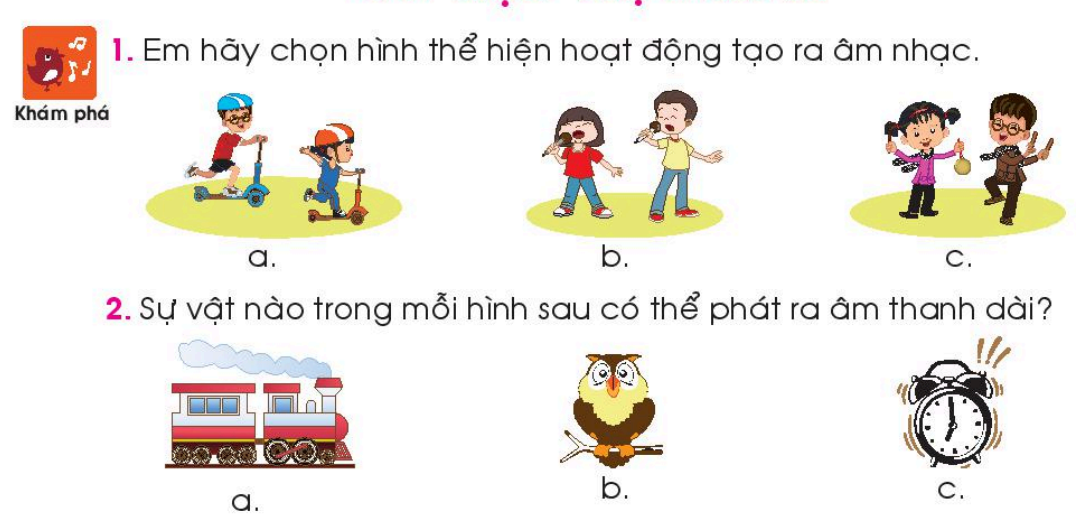 1. Em hãy chọn hình thể hiện hoạt động tạo ra âm nhạc.
Khám phá
a. b. c.
2. Sự vật nào trong mỗi hình sau có thể phát ra âm thanh dài?
a. b. c.